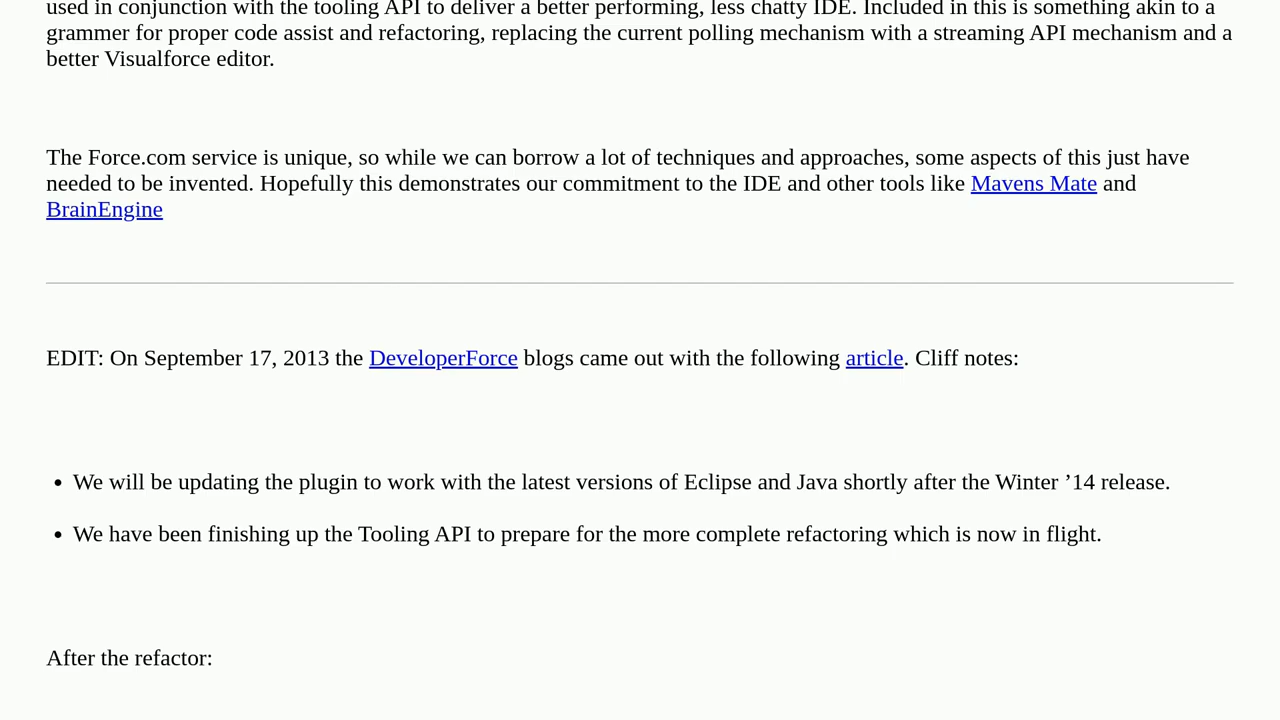 used in conjunction with the tooling API to deliver a better performing, less chatty IDE. Included in this is something akin to a
grammer for proper code assist and refactoring, replacing the current polling mechanism with a streaming API mechanism and a
better Visualforce editor.
The Force.com service is unique, so while we can borrow a lot of techniques and approaches, some aspects of this just have
needed to be invented. Hopefully this demonstrates our commitment to the IDE and other tools like Mavens Mate and
BrainEngine
EDIT: On September 17, 2013 the DeveloperForce blogs came out with the following article. Cliff notes:
• We will be updating the plugin to work with the latest versions of Eclipse and Java shortly after the Winter ’14 release.
• We have been finishing up the Tooling API to prepare for the more complete refactoring which is now in flight.
After the refactor: